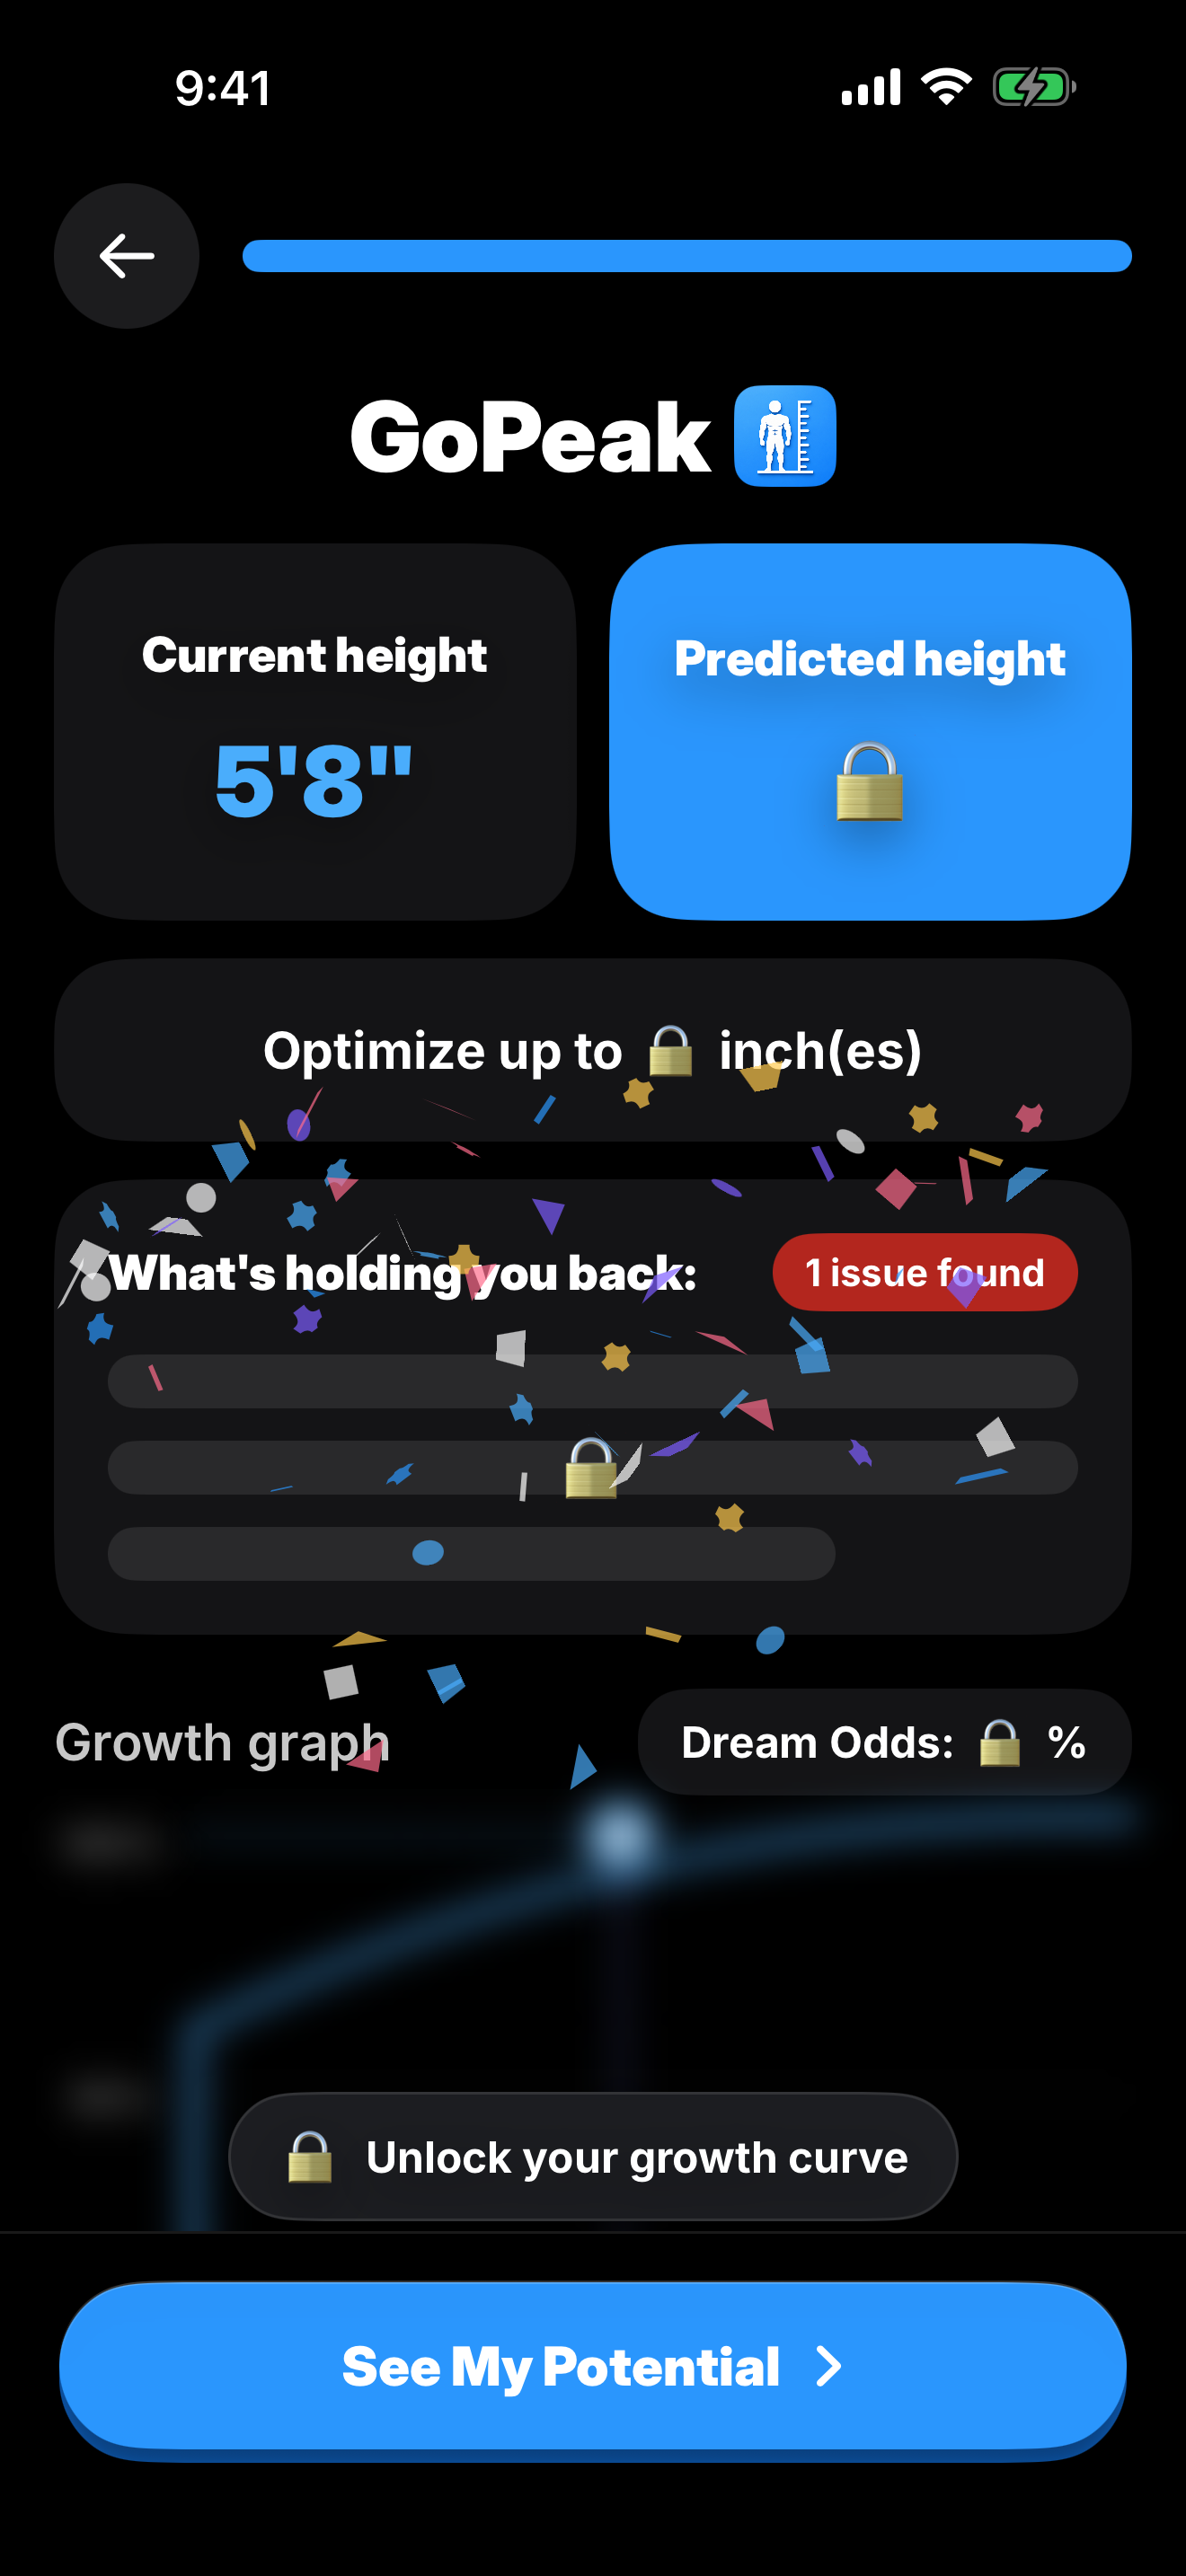 9:41
GoPeak
Current height
5'8"
Predicted height
Optimize up to 🔒 inch(es)
What's holding you back:
1 issue found
Growth graph
Dream Odds: 🔒 %
Unlock your growth curve
See My Potential